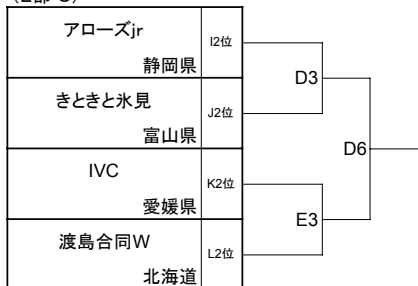 アローズjr
I2位
静岡県
D3
きときと氷見
J2位
富山県
D6
IVC
K2位
愛媛県
E3
渡島合同W
L2位
北海道